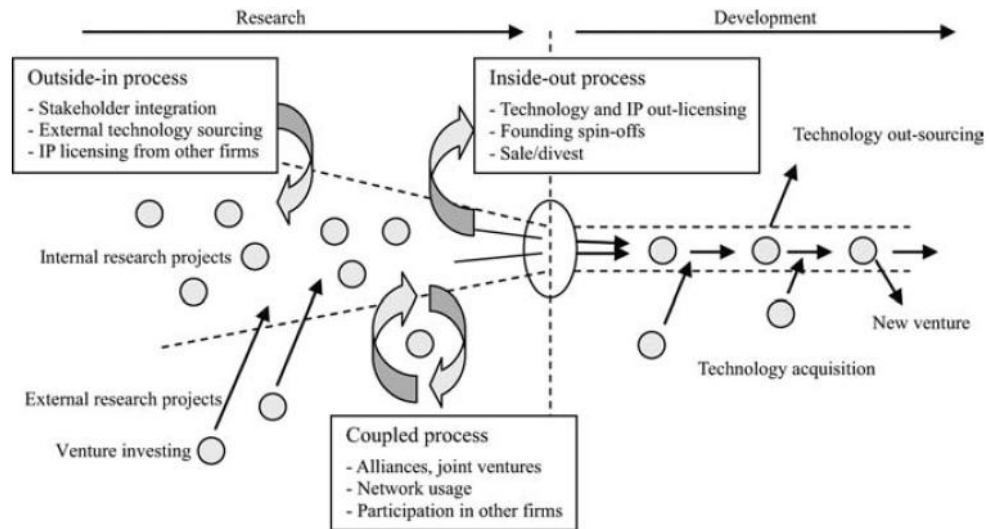 Research
Development
Outside-in process
- Stakeholder integration
- External technology sourcing
- IP licensing from other firms
Inside-out process
- Technology and IP out-licensing
- Founding spin-offs
- Sale/divest
Technology out-sourcing
Internal research projects
New venture
Technology acquisition
External research projects
Venture investing
Coupled process
- Alliances, joint ventures
- Network usage
- Participation in other firms